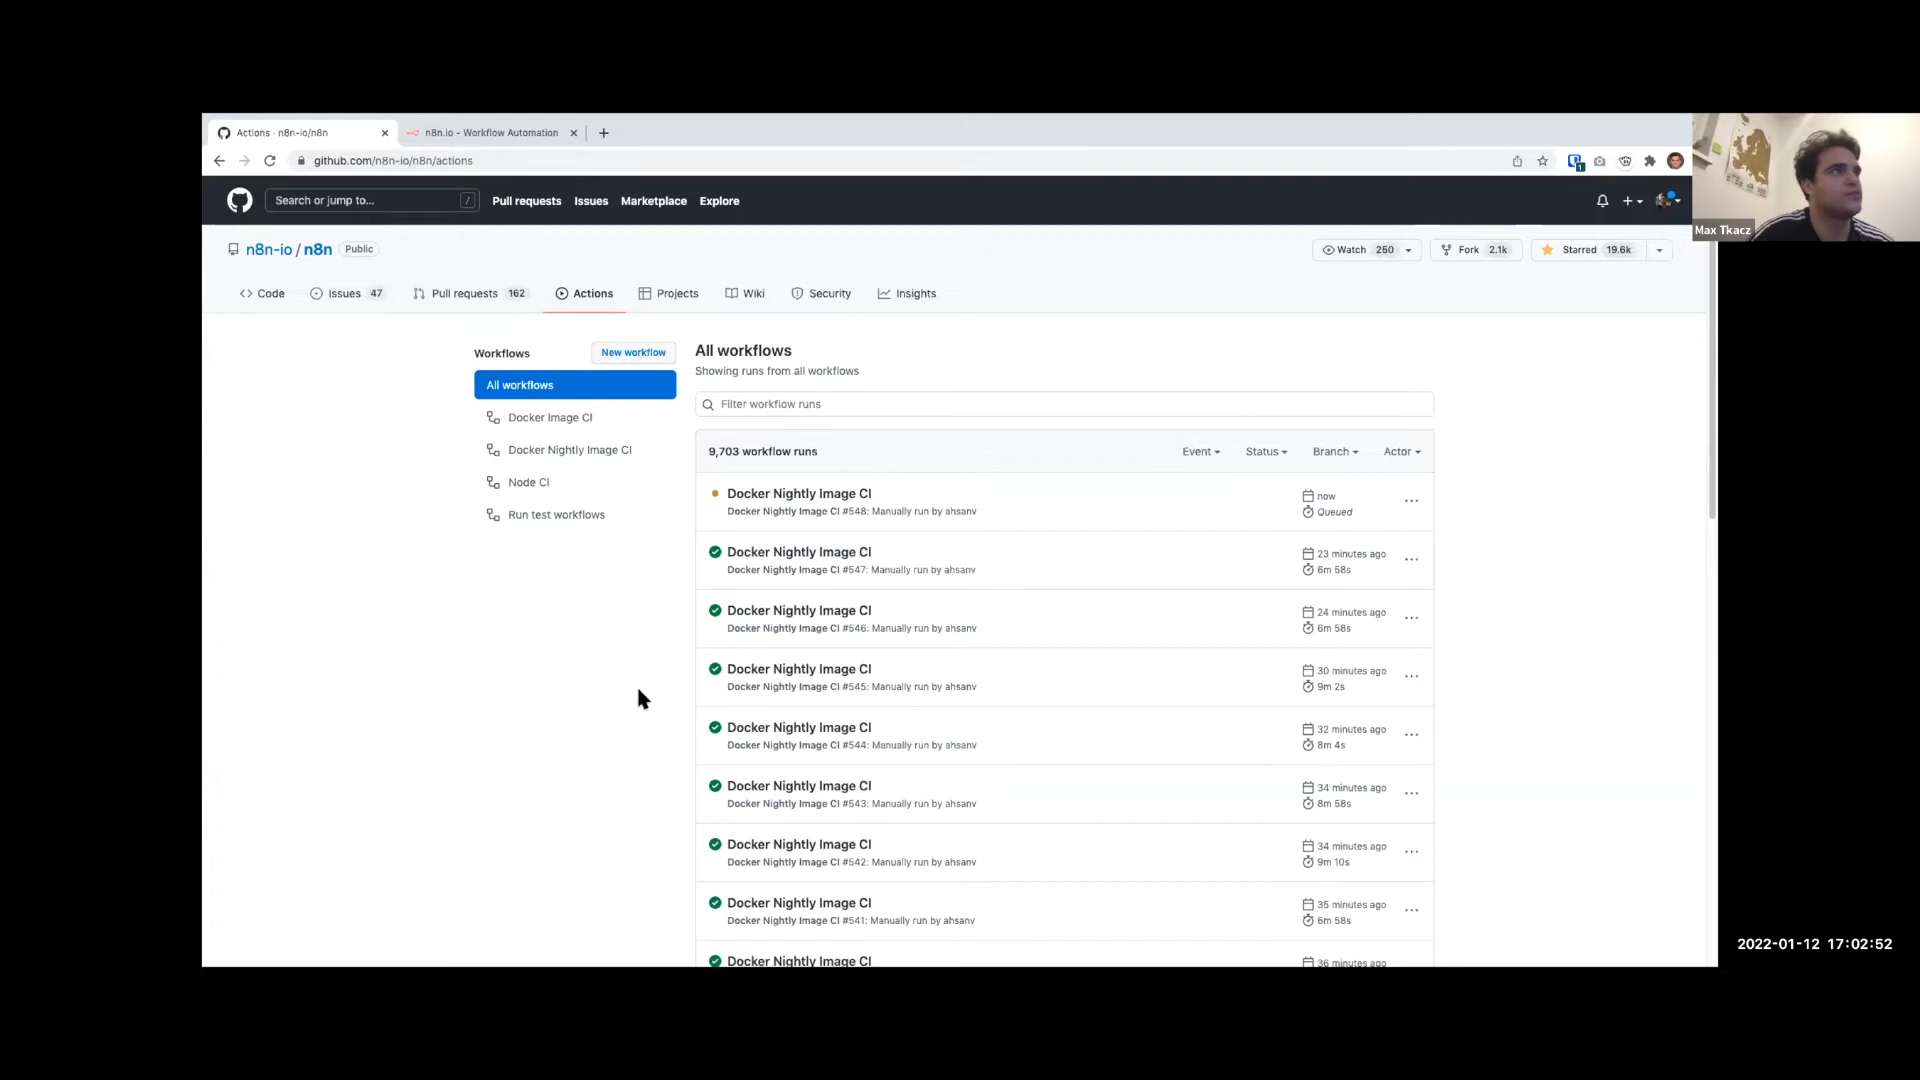 Actions · n8n-io/n8n
n8n.io - Workflow Automation
github.com/n8n-io/n8n/actions
Search or jump to... /
Pull requests Issues Marketplace Explore
Max Tkacz
n8n-io / n8n Public
Watch 250 Fork 2.1k Starred 19.6k
Code Issues 47 Pull requests 162 Actions Projects Wiki Security Insights
Workflows New workflow
All workflows
Docker Image CI
Docker Nightly Image CI
Node CI
Run test workflows
All workflows
Showing runs from all workflows
Filter workflow runs
9,703 workflow runs Event Status Branch Actor
Docker Nightly Image CI now
Docker Nightly Image CI #548: Manually run by ahsanv Queued
Docker Nightly Image CI 23 minutes ago
Docker Nightly Image CI #547: Manually run by ahsanv 6m 58s
Docker Nightly Image CI 24 minutes ago
Docker Nightly Image CI #546: Manually run by ahsanv 6m 58s
Docker Nightly Image CI 30 minutes ago
Docker Nightly Image CI #545: Manually run by ahsanv 9m 2s
Docker Nightly Image CI 32 minutes ago
Docker Nightly Image CI #544: Manually run by ahsanv 8m 4s
Docker Nightly Image CI 34 minutes ago
Docker Nightly Image CI #543: Manually run by ahsanv 8m 58s
Docker Nightly Image CI 34 minutes ago
Docker Nightly Image CI #542: Manually run by ahsanv 9m 10s
Docker Nightly Image CI 35 minutes ago
Docker Nightly Image CI #541: Manually run by ahsanv 6m 58s
Docker Nightly Image CI 36 minutes ago
2022-01-12 17:02:52